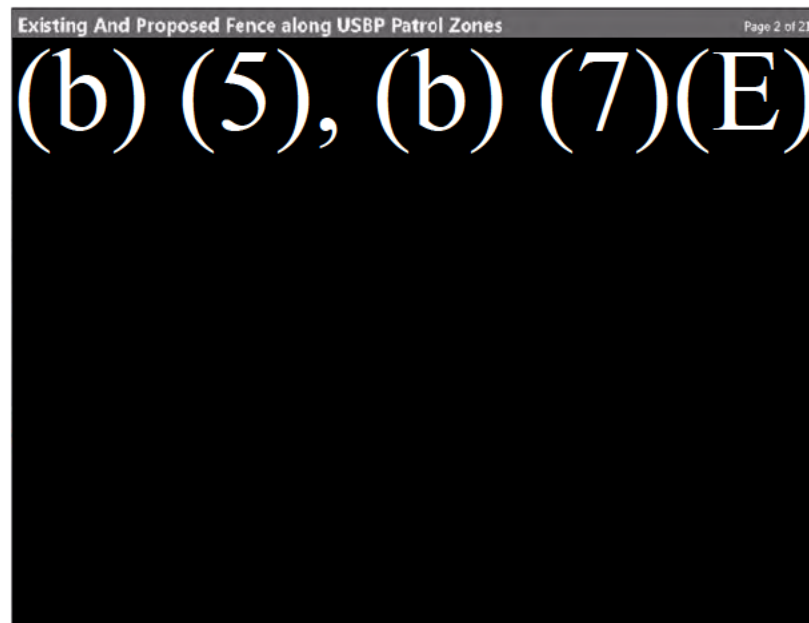 Existing And Proposed Fence along USBP Patrol Zones
Page 2 of 21
(b) (5), (b) (7)(E)